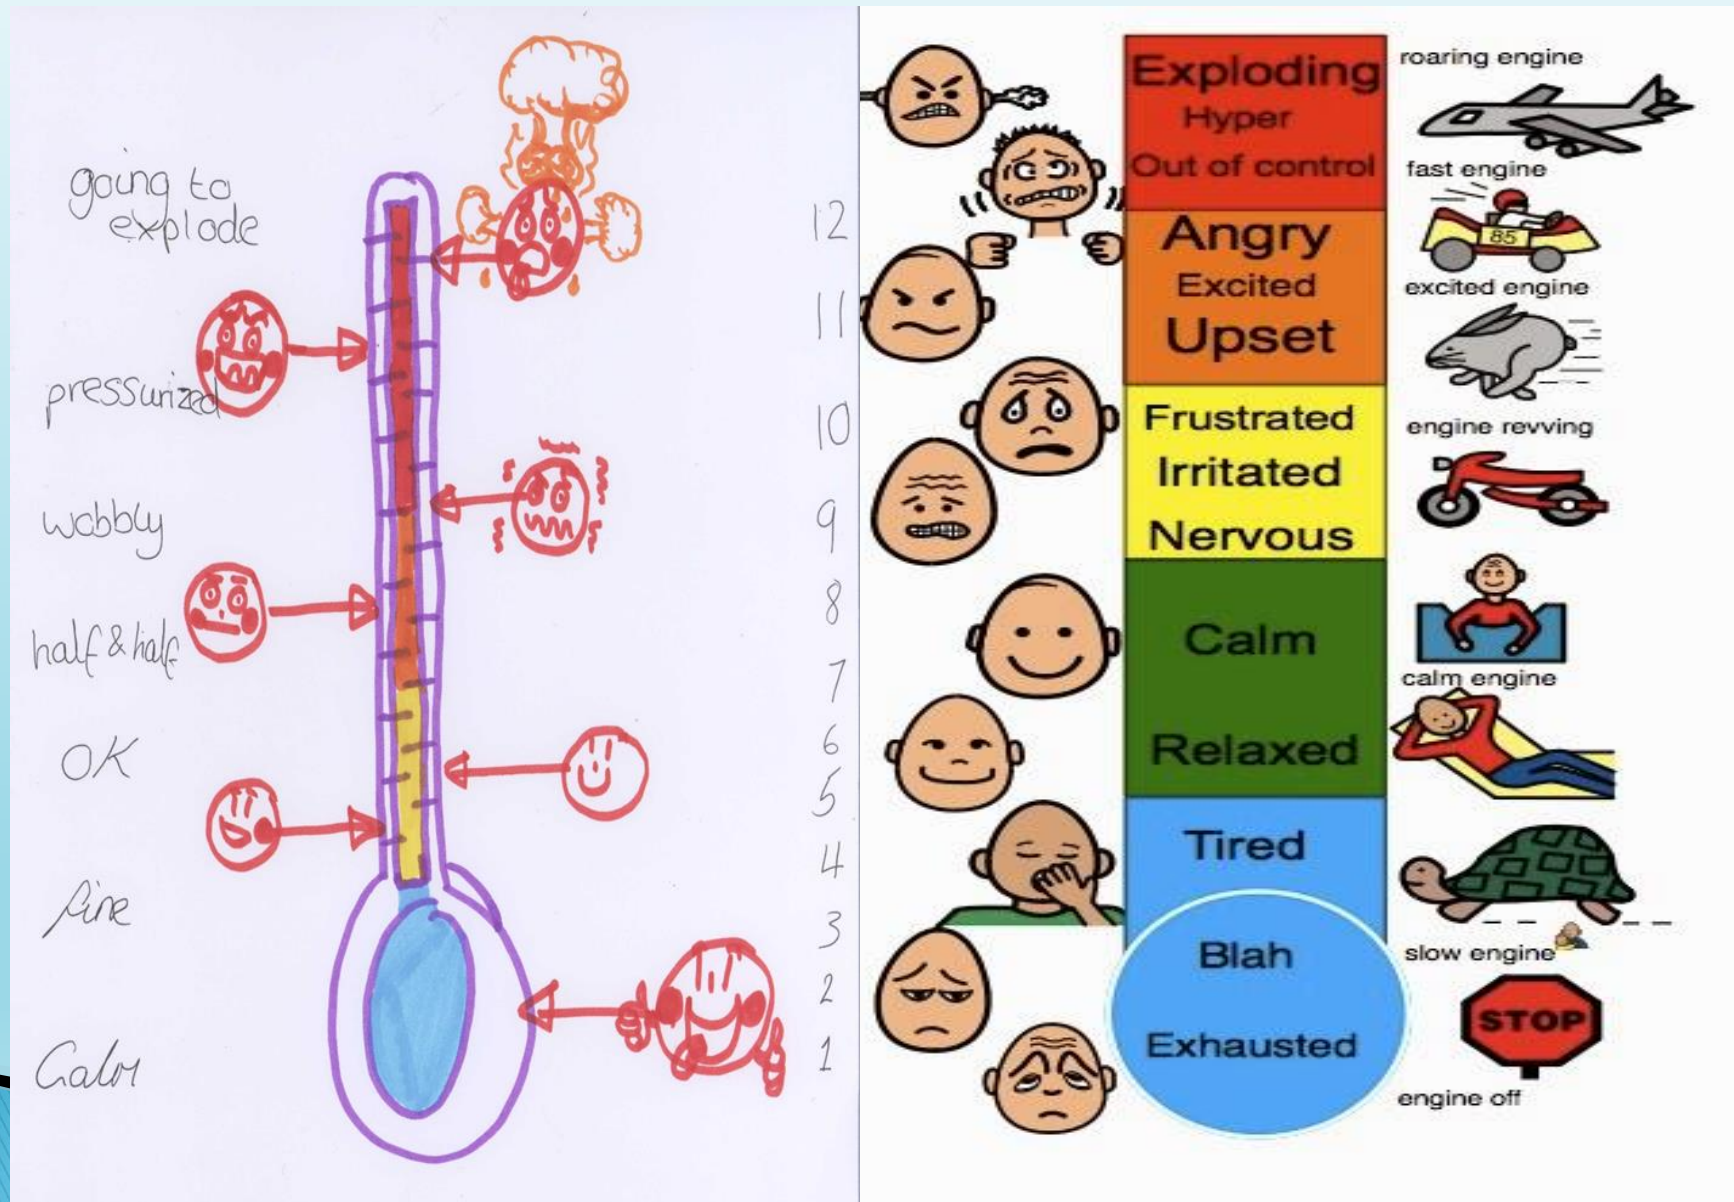 going to
explode
pressurized
wobbly
half & half
OK
fine
Calm
12
11
10
9
8
7
6
5
4
3
2
1
Exploding
Hyper
Out of control
Angry
Excited
Upset
Frustrated
Irritated
Nervous
Calm
Relaxed
Tired
Blah
Exhausted
roaring engine
fast engine
85
excited engine
engine revving
calm engine
slow engine
STOP
engine off